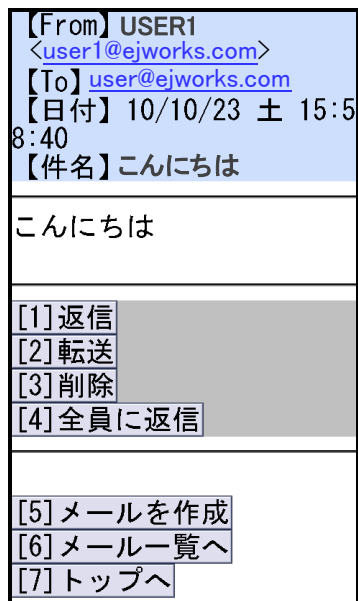 【From】USER1
<user1@ejworks.com>
【To】user@ejworks.com
【日付】10/10/23 土 15:5
8:40
【件名】こんにちは
こんにちは
[1]返信
[2]転送
[3]削除
[4]全員に返信
[5]メールを作成
[6]メール一覧へ
[7]トップへ